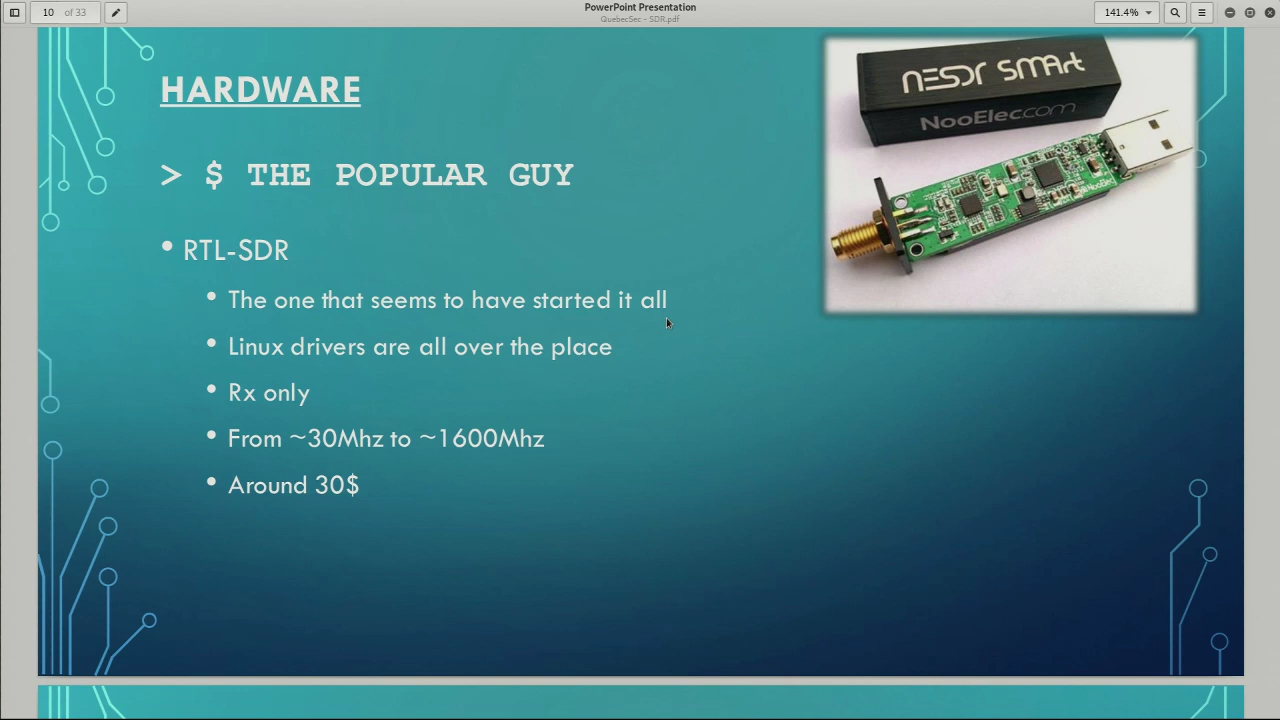 PowerPoint Presentation
QuebecSec - SDR.pdf
10 of 33
141.4%
HARDWARE
> $ THE POPULAR GUY
• RTL-SDR
• The one that seems to have started it all
• Linux drivers are all over the place
• Rx only
• From ~30Mhz to ~1600Mhz
• Around 30$
NESDR SMArt
NooElec.com
NooElec